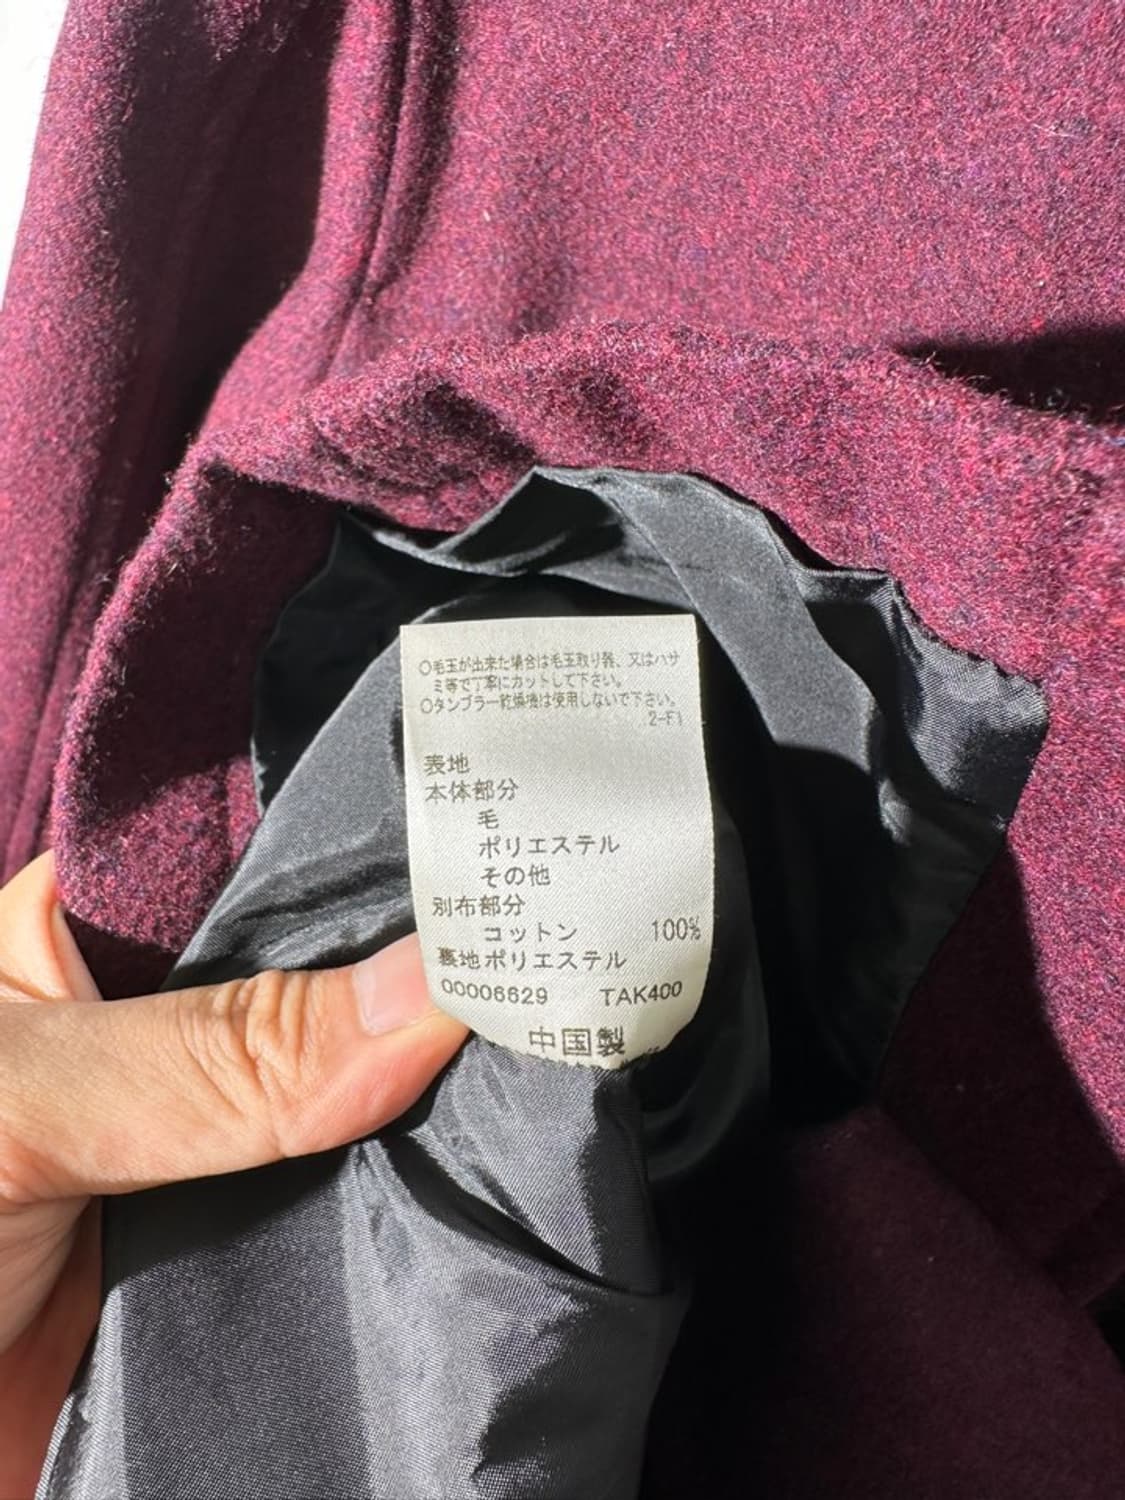 ○毛玉が出来た場合は毛玉取り器、又はハサ
ミ等で丁寧にカットして下さい。
○タンブラー乾燥機は使用しないで下さい。
2-F1
表地
本体部分
毛
ポリエステル
その他
別布部分
コットン 100%
裏地ポリエステル
00006629 TAK400
中国製